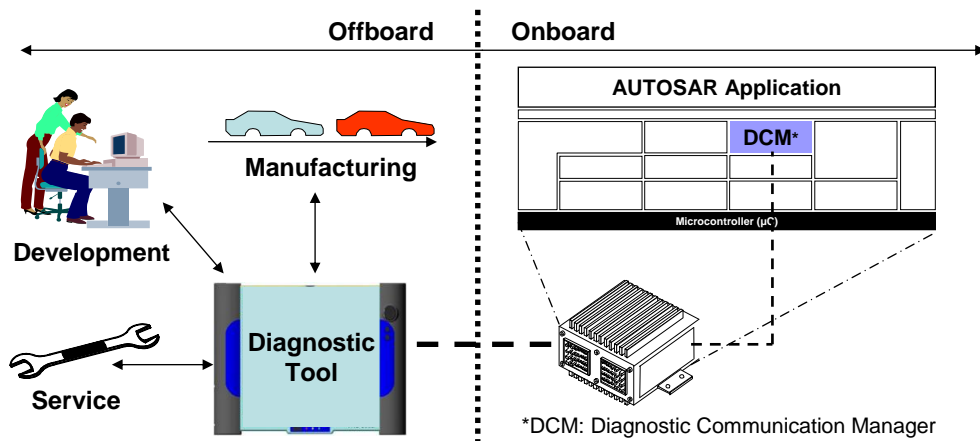 Offboard
Onboard
AUTOSAR Application
DCM*
Manufacturing
Microcontroller (µC)
Development
Diagnostic
Tool
Service
*DCM: Diagnostic Communication Manager